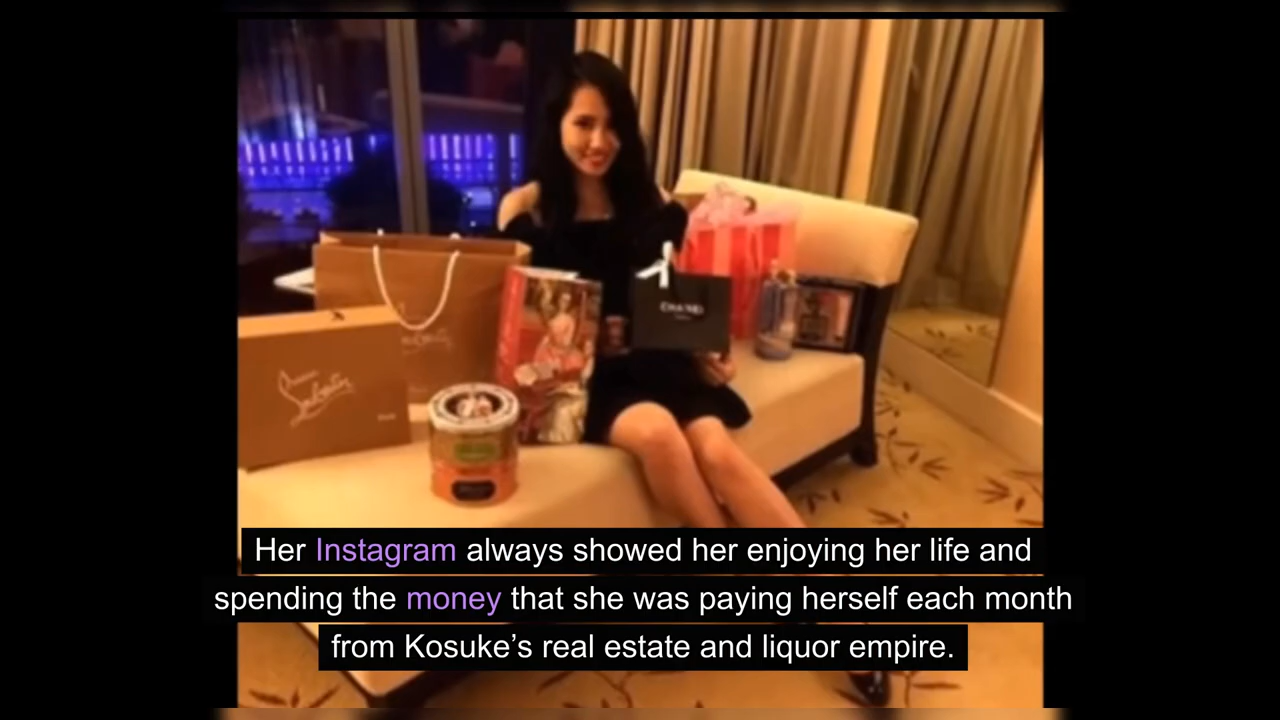 CHANEL
Her Instagram always showed her enjoying her life and
spending the money that she was paying herself each month
from Kosuke’s real estate and liquor empire.